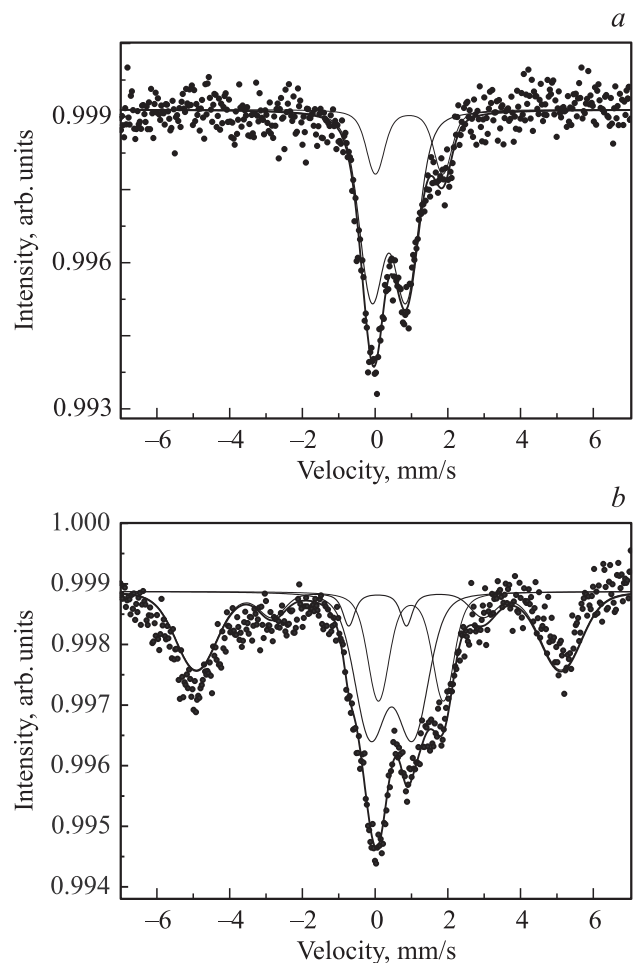 a
0.999
0.996
0.993
Intensity, arb. units
–6 –4 –2 0 2 4 6
Velocity, mm/s
b
1.000
0.999
0.998
0.997
0.996
0.995
0.994
Intensity, arb. units
–6 –4 –2 0 2 4 6
Velocity, mm/s